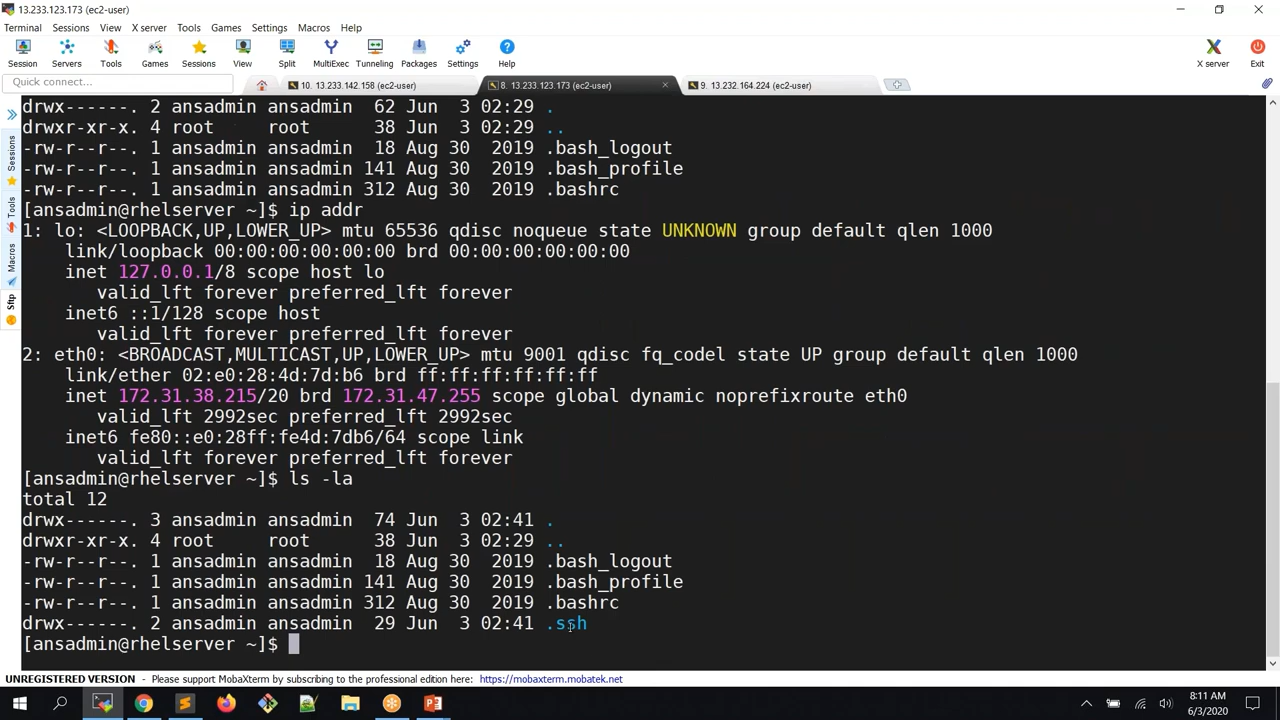 13.233.123.173 (ec2-user)
Terminal Sessions View X server Tools Games Settings Macros Help
Session Servers Tools Games Sessions View Split MultiExec Tunneling Packages Settings Help X server Exit
Quick connect... 10. 13.233.142.158 (ec2-user) 8. 13.233.123.173 (ec2-user) 9. 13.232.164.224 (ec2-user)
Sessions
Tools
Macros
Sftp
drwx------. 2 ansadmin ansadmin  62 Jun  3 02:29 .
drwxr-xr-x. 4 root     root      38 Jun  3 02:29 ..
-rw-r--r--. 1 ansadmin ansadmin  18 Aug 30  2019 .bash_logout
-rw-r--r--. 1 ansadmin ansadmin 141 Aug 30  2019 .bash_profile
-rw-r--r--. 1 ansadmin ansadmin 312 Aug 30  2019 .bashrc
[ansadmin@rhelserver ~]$ ip addr
1: lo: <LOOPBACK,UP,LOWER_UP> mtu 65536 qdisc noqueue state UNKNOWN group default qlen 1000
    link/loopback 00:00:00:00:00:00 brd 00:00:00:00:00:00
    inet 127.0.0.1/8 scope host lo
       valid_lft forever preferred_lft forever
    inet6 ::1/128 scope host
       valid_lft forever preferred_lft forever
2: eth0: <BROADCAST,MULTICAST,UP,LOWER_UP> mtu 9001 qdisc fq_codel state UP group default qlen 1000
    link/ether 02:e0:28:4d:7d:b6 brd ff:ff:ff:ff:ff:ff
    inet 172.31.38.215/20 brd 172.31.47.255 scope global dynamic noprefixroute eth0
       valid_lft 2992sec preferred_lft 2992sec
    inet6 fe80::e0:28ff:fe4d:7db6/64 scope link
       valid_lft forever preferred_lft forever
[ansadmin@rhelserver ~]$ ls -la
total 12
drwx------. 3 ansadmin ansadmin  74 Jun  3 02:41 .
drwxr-xr-x. 4 root     root      38 Jun  3 02:29 ..
-rw-r--r--. 1 ansadmin ansadmin  18 Aug 30  2019 .bash_logout
-rw-r--r--. 1 ansadmin ansadmin 141 Aug 30  2019 .bash_profile
-rw-r--r--. 1 ansadmin ansadmin 312 Aug 30  2019 .bashrc
drwx------. 2 ansadmin ansadmin  29 Jun  3 02:41 .ssh
[ansadmin@rhelserver ~]$
UNREGISTERED VERSION - Please support MobaXterm by subscribing to the professional edition here: https://mobaxterm.mobatek.net
8:11 AM
6/3/2020